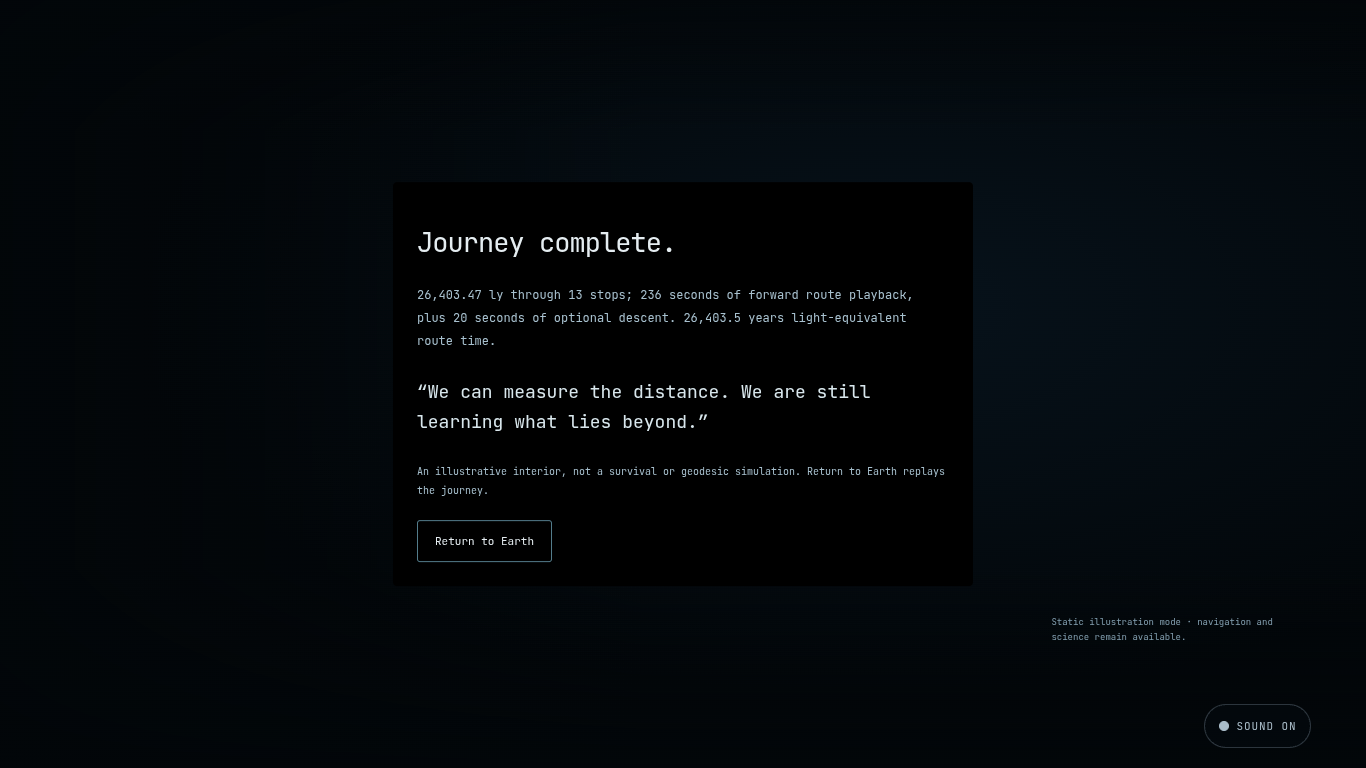 Journey complete.
26,403.47 ly through 13 stops; 236 seconds of forward route playback,
plus 20 seconds of optional descent. 26,403.5 years light-equivalent
route time.
“We can measure the distance. We are still
learning what lies beyond.”
An illustrative interior, not a survival or geodesic simulation. Return to Earth replays
the journey.
Return to Earth
Static illustration mode · navigation and
science remain available.
SOUND ON